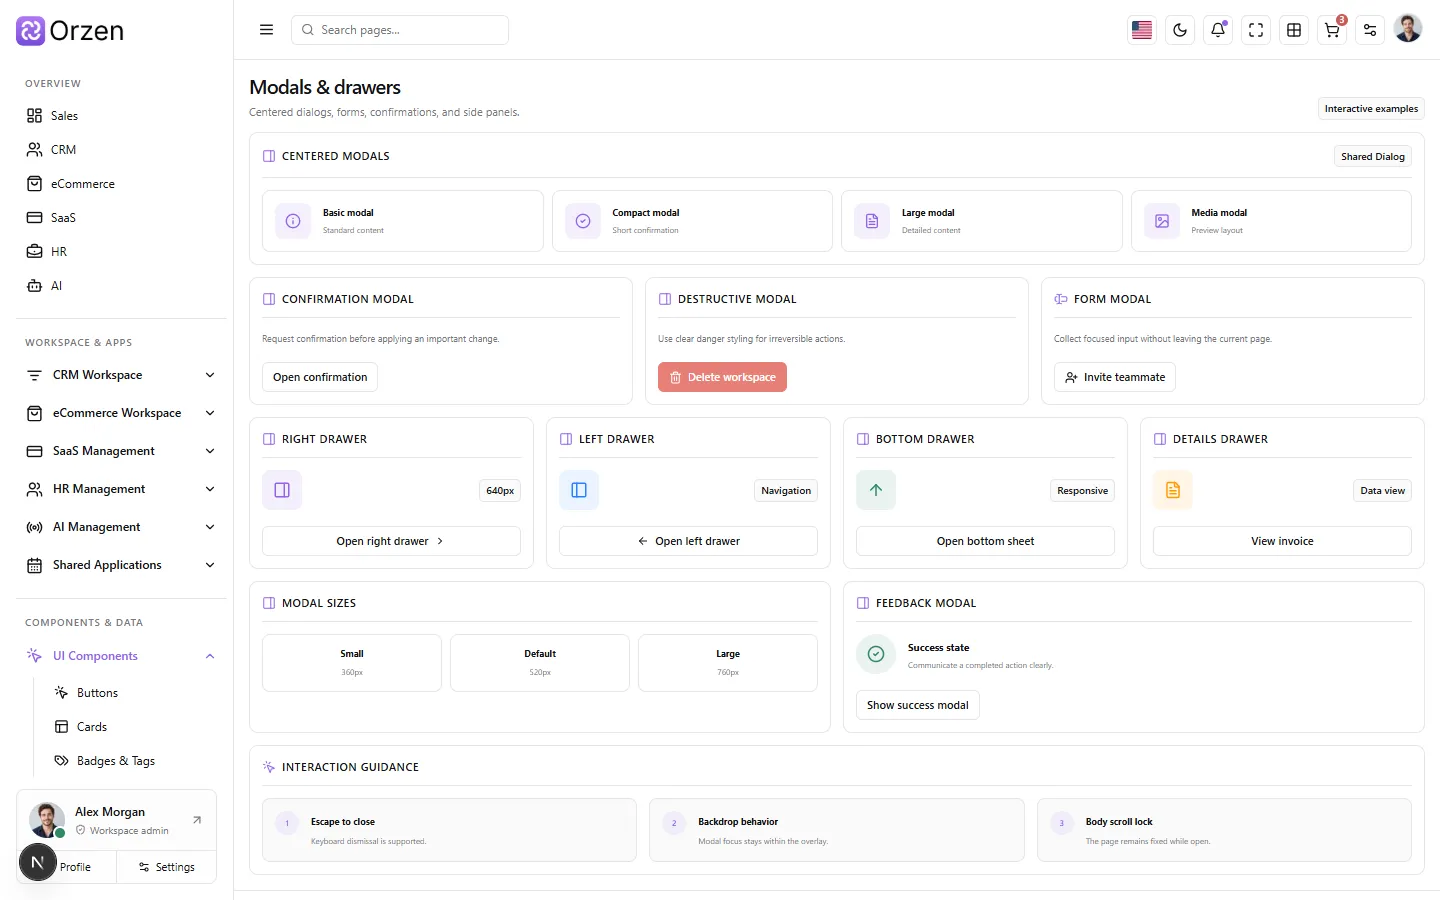 Orzen
Search pages...
3
OVERVIEW
Sales
CRM
eCommerce
SaaS
HR
AI
WORKSPACE & APPS
CRM Workspace
eCommerce Workspace
SaaS Management
HR Management
AI Management
Shared Applications
COMPONENTS & DATA
UI Components
Buttons
Cards
Badges & Tags
Alex Morgan
Workspace admin
N
Profile
Settings
Modals & drawers
Centered dialogs, forms, confirmations, and side panels.
Interactive examples
CENTERED MODALS
Shared Dialog
Basic modal
Standard content
Compact modal
Short confirmation
Large modal
Detailed content
Media modal
Preview layout
CONFIRMATION MODAL
Request confirmation before applying an important change.
Open confirmation
DESTRUCTIVE MODAL
Use clear danger styling for irreversible actions.
Delete workspace
FORM MODAL
Collect focused input without leaving the current page.
Invite teammate
RIGHT DRAWER
640px
Open right drawer
LEFT DRAWER
Navigation
Open left drawer
BOTTOM DRAWER
Responsive
Open bottom sheet
DETAILS DRAWER
Data view
View invoice
MODAL SIZES
Small
360px
Default
520px
Large
760px
FEEDBACK MODAL
Success state
Communicate a completed action clearly.
Show success modal
INTERACTION GUIDANCE
1
Escape to close
Keyboard dismissal is supported.
2
Backdrop behavior
Modal focus stays within the overlay.
3
Body scroll lock
The page remains fixed while open.